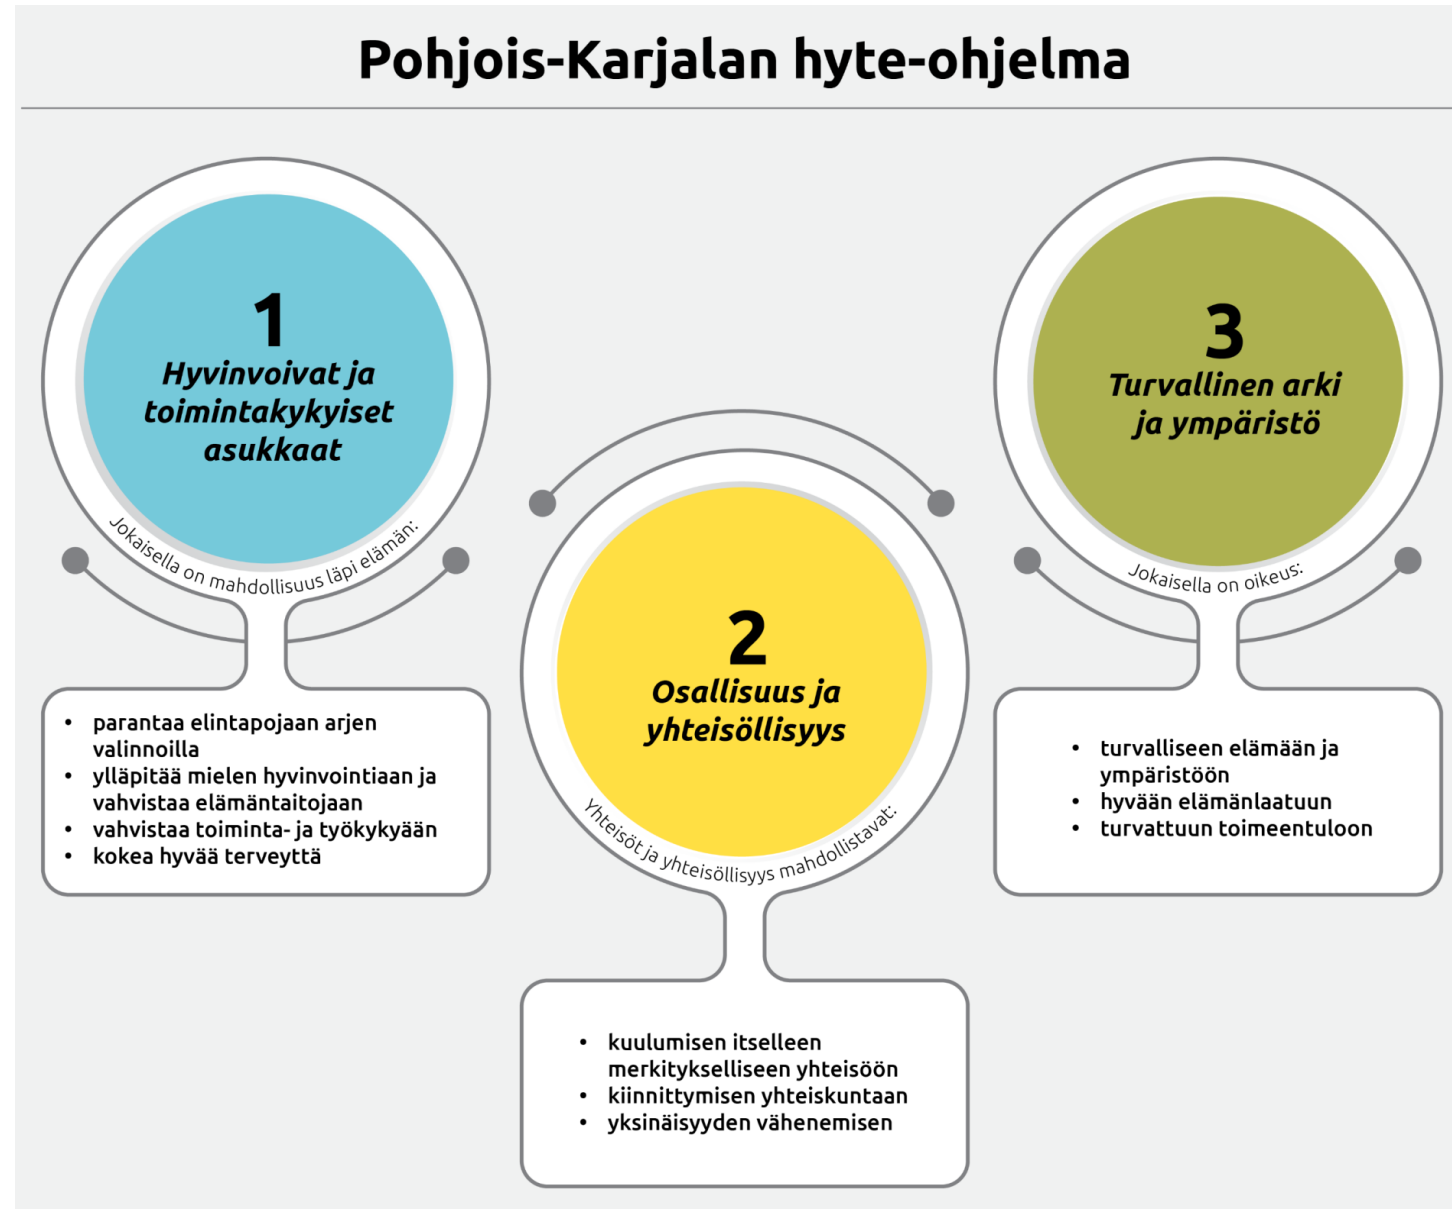 Pohjois-Karjalan hyte-ohjelma
1
Hyvinvoivat ja
toimintakykyiset
asukkaat
Jokaisella on mahdollisuus läpi elämän:
• parantaa elintapojaan arjen
valinnoilla
• ylläpitää mielen hyvinvointiaan ja
vahvistaa elämäntaitojaan
• vahvistaa toiminta- ja työkykyään
• kokea hyvää terveyttä
2
Osallisuus ja
yhteisöllisyys
Yhteisöt ja yhteisöllisyys mahdollistavat:
• kuulumisen itselleen
merkitykselliseen yhteisöön
• kiinnittymisen yhteiskuntaan
• yksinäisyyden vähenemisen
3
Turvallinen arki
ja ympäristö
Jokaisella on oikeus:
• turvalliseen elämään ja
ympäristöön
• hyvään elämänlaatuun
• turvattuun toimeentuloon